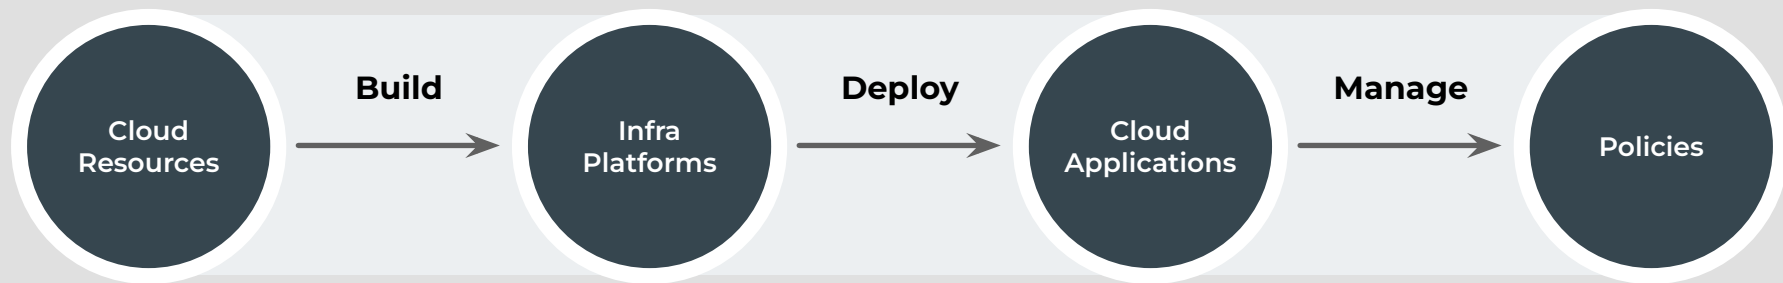 Cloud
Resources
Build
Infra
Platforms
Deploy
Cloud
Applications
Manage
Policies